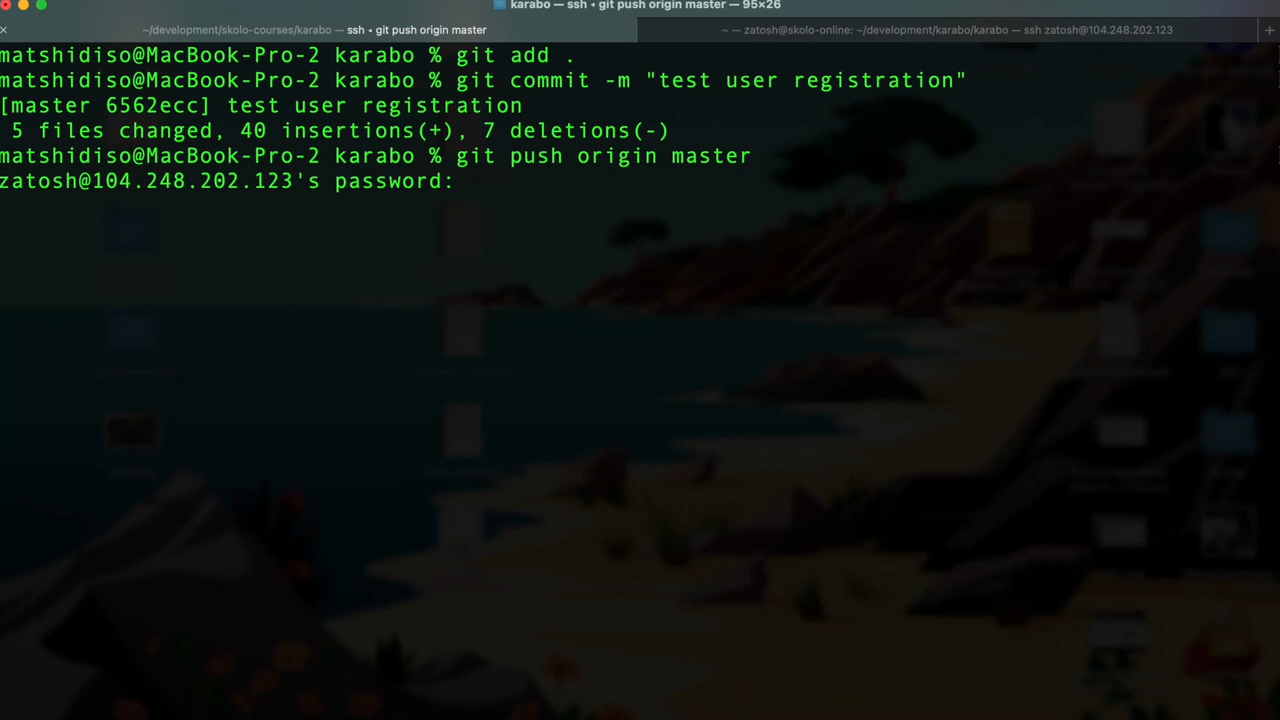 karabo — ssh ◂ git push origin master — 95×26
~/development/skolo-courses/karabo — ssh ◂ git push origin master
~ — zatosh@skolo-online: ~/development/karabo/karabo — ssh zatosh@104.248.202.123
matshidiso@MacBook-Pro-2 karabo % git add .
matshidiso@MacBook-Pro-2 karabo % git commit -m "test user registration"
[master 6562ecc] test user registration
5 files changed, 40 insertions(+), 7 deletions(-)
matshidiso@MacBook-Pro-2 karabo % git push origin master
zatosh@104.248.202.123's password: